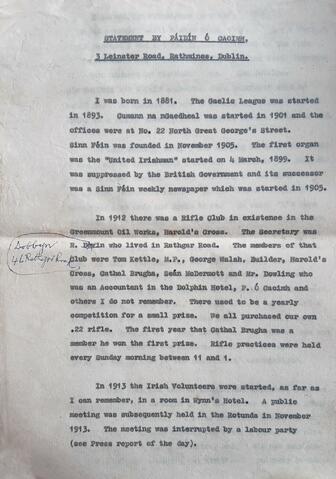 STATEMENT BY PÁIDÍN Ó CAOIMH,
3 Leinster Road, Rathmines, Dublin.
I was born in 1881. The Gaelic League was started
in 1893. Cumann na nGaedheal was started in 1901 and the
offices were at No. 22 North Great George's Street.
Sinn Féin was founded in November 1905. The first organ
was the "United Irishman" started on 4 March, 1899. It
was suppressed by the British Government and its successor
was a Sinn Féin weekly newspaper which was started in 1905.
In 1912 there was a Rifle Club in existence in the
Greenmount Oil Works, Harold's Cross. The Secretary was
R. who lived in Rathgar Road. The members of that
Dobbyn
46 Rathgar Road
Club were Tom Kettle, M.P., George Walsh, Builder, Harold's
Cross, Cathal Brugha, Seán McDermott and Mr. Dowling who
was an Accountant in the Dolphin Hotel, P. ó Caoimh and
others I do not remember. There used to be a yearly
competition for a small prize. We all purchased our own
.22 rifle. The first year that Cathal Brugha was a
member he won the first prize. Rifle practices were held
every Sunday morning between 11 and 1.
In 1913 the Irish Volunteers were started, as far as
I can remember, in a room in Wynn's Hotel. A public
meeting was subsequently held in the Rotunda in November
1913. The meeting was interrupted by a labour party
(see Press report of the day).